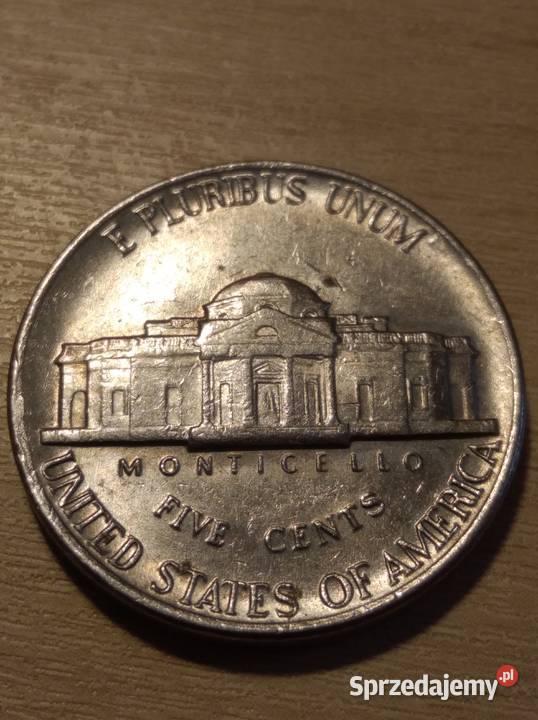 E PLURIBUS UNUM
MONTICELLO
FIVE CENTS
UNITED STATES OF AMERICA
Sprzedajemy.pl